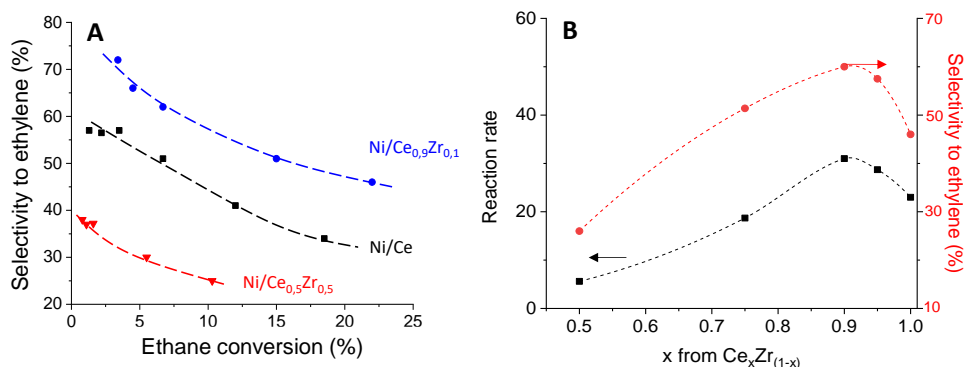 A
Selectivity to ethylene (%)
80
70
60
50
40
30
20
Ni/Ce0,9Zr0,1
Ni/Ce
Ni/Ce0,5Zr0,5
0 5 10 15 20 25
Ethane conversion (%)
B
Reaction rate
60
40
20
0
70
50
30
10
Selectivity to ethylene (%)
0.5 0.6 0.7 0.8 0.9 1.0
x from CexZr(1-x)